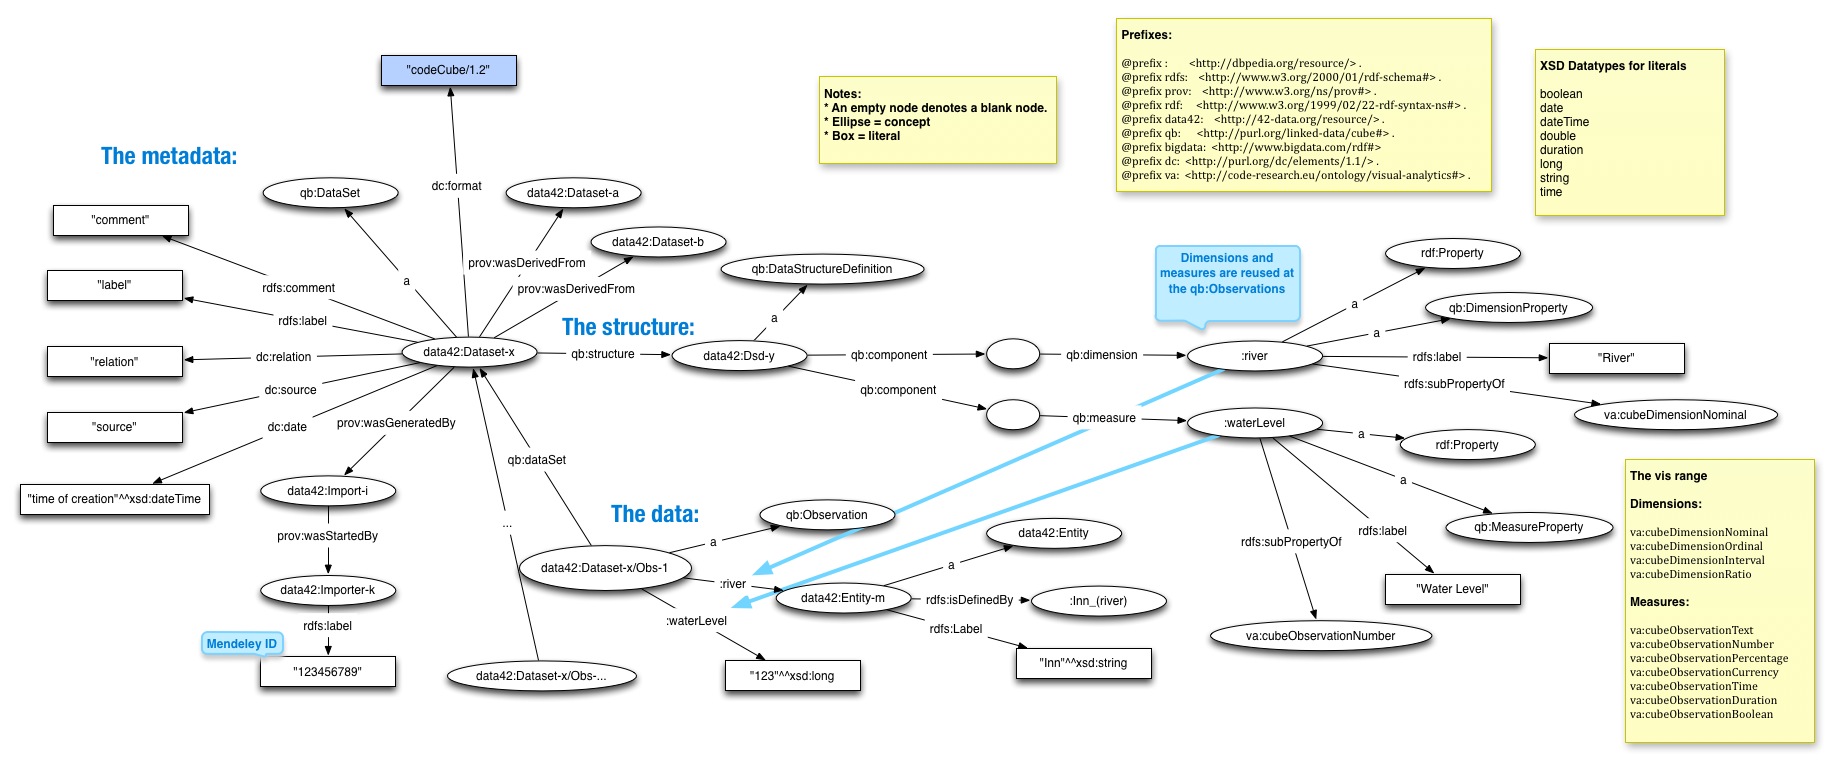 "codeCube/1.2"
Notes:
* An empty node denotes a blank node.
* Ellipse = concept
* Box = literal
Prefixes:
@prefix : <http://dbpedia.org/resource/> .
@prefix rdfs: <http://www.w3.org/2000/01/rdf-schema#> .
@prefix prov: <http://www.w3.org/ns/prov#> .
@prefix rdf: <http://www.w3.org/1999/02/22-rdf-syntax-ns#> .
@prefix data42: <http://42-data.org/resource/> .
@prefix qb: <http://purl.org/linked-data/cube#> .
@prefix bigdata: <http://www.bigdata.com/rdf#>
@prefix dc: <http://purl.org/dc/elements/1.1/> .
@prefix va: <http://code-research.eu/ontology/visual-analytics#> .
XSD Datatypes for literals
boolean
date
dateTime
double
duration
long
string
time
The metadata:
dc:format
qb:DataSet
data42:Dataset-a
"comment"
data42:Dataset-b
prov:wasDerivedFrom
prov:wasDerivedFrom
a
rdfs:comment
"label"
rdfs:label
"relation"
dc:relation
data42:Dataset-x
dc:source
"source"
dc:date
prov:wasGeneratedBy
"time of creation"^^xsd:dateTime
data42:Import-i
prov:wasStartedBy
data42:Importer-k
rdfs:label
Mendeley ID
"123456789"
The structure:
qb:structure
qb:DataStructureDefinition
a
data42:Dsd-y
qb:component
qb:component
qb:dimension
qb:measure
Dimensions and
measures are reused at
the qb:Observations
:river
rdf:Property
a
qb:DimensionProperty
a
rdfs:label
"River"
rdfs:subPropertyOf
va:cubeDimensionNominal
:waterLevel
a
rdf:Property
a
qb:MeasureProperty
rdfs:label
"Water Level"
rdfs:subPropertyOf
va:cubeObservationNumber
The data:
qb:dataSet
...
qb:Observation
a
data42:Dataset-x/Obs-1
:river
:waterLevel
data42:Entity
a
data42:Entity-m
rdfs:isDefinedBy
:Inn_(river)
rdfs:Label
"Inn"^^xsd:string
"123"^^xsd:long
data42:Dataset-x/Obs-...
The vis range
Dimensions:
va:cubeDimensionNominal
va:cubeDimensionOrdinal
va:cubeDimensionInterval
va:cubeDimensionRatio
Measures:
va:cubeObservationText
va:cubeObservationNumber
va:cubeObservationPercentage
va:cubeObservationCurrency
va:cubeObservationTime
va:cubeObservationDuration
va:cubeObservationBoolean